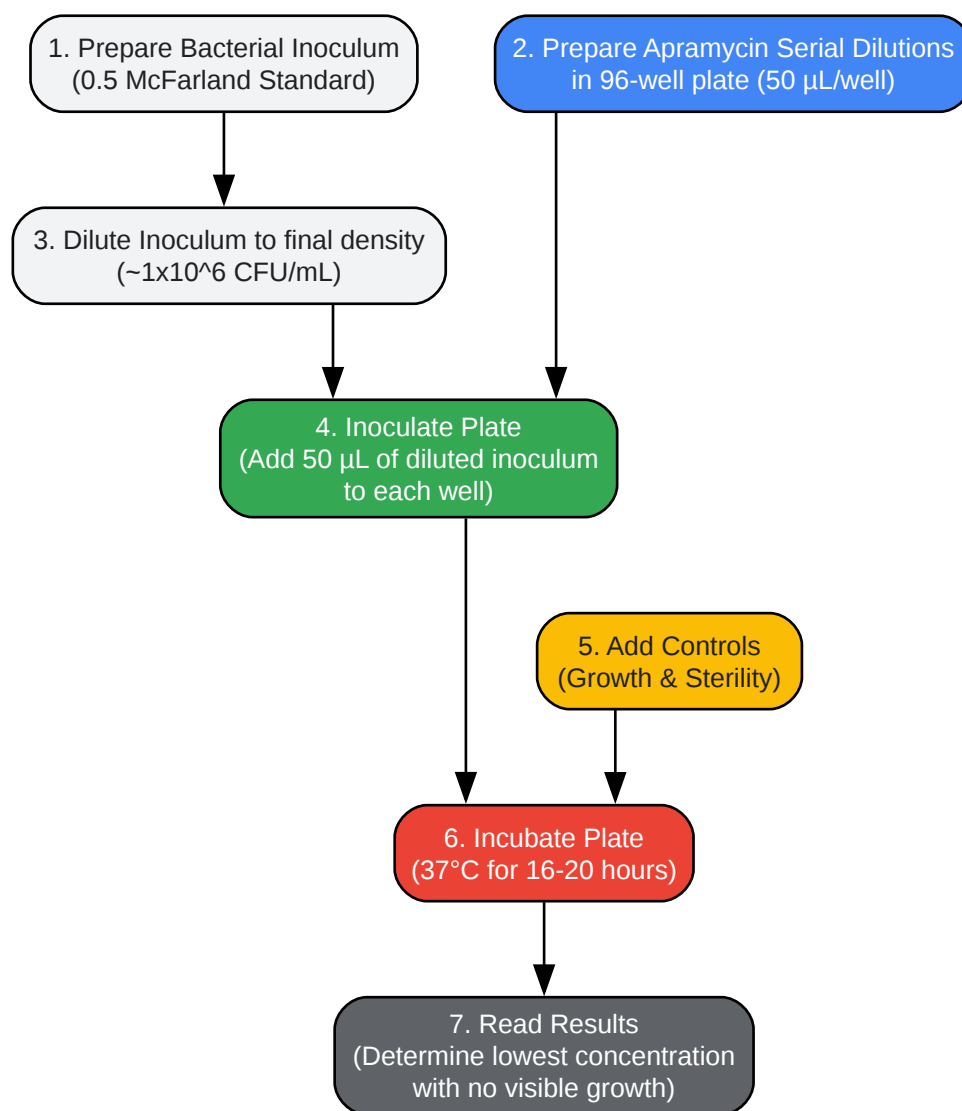 1. Prepare Bacterial Inoculum
(0.5 McFarland Standard)
2. Prepare Apramycin Serial Dilutions
in 96-well plate (50 µL/well)
3. Dilute Inoculum to final density
(~1x10^6 CFU/mL)
4. Inoculate Plate
(Add 50 µL of diluted inoculum
to each well)
5. Add Controls
(Growth & Sterility)
6. Incubate Plate
(37°C for 16-20 hours)
7. Read Results
(Determine lowest concentration
with no visible growth)